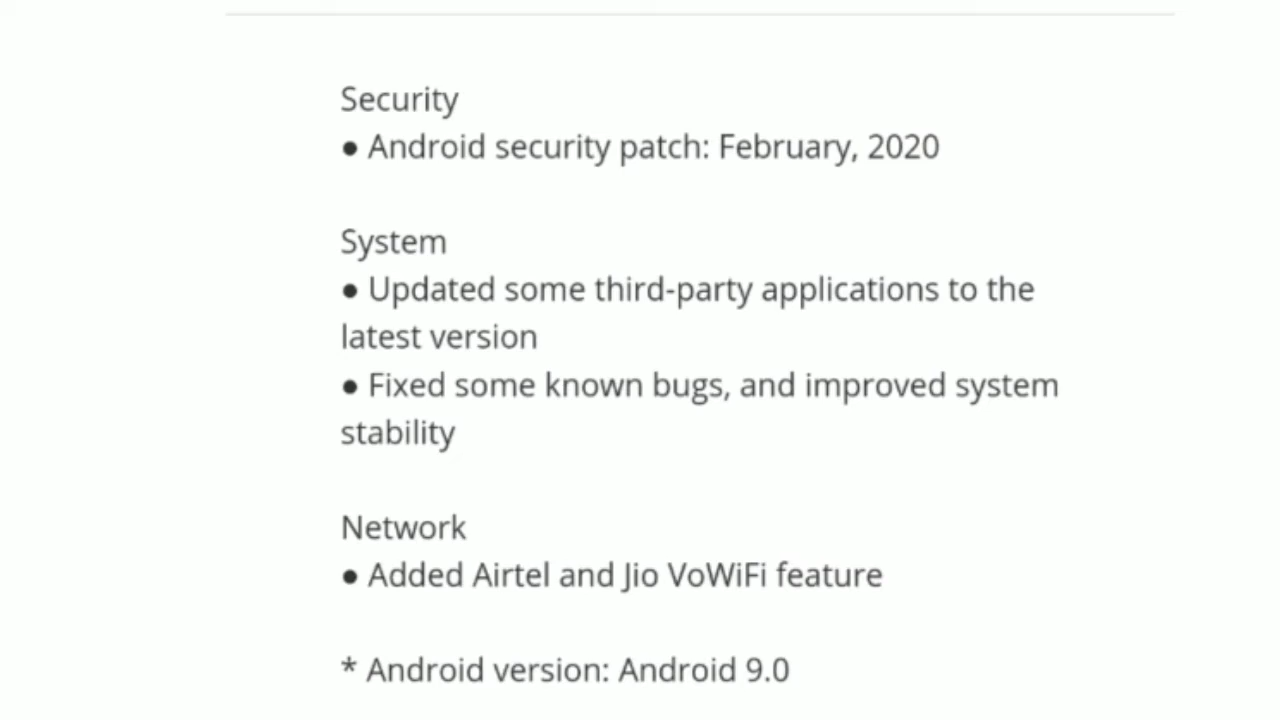 Security
● Android security patch: February, 2020
System
● Updated some third-party applications to the
latest version
● Fixed some known bugs, and improved system
stability
Network
● Added Airtel and Jio VoWiFi feature
* Android version: Android 9.0